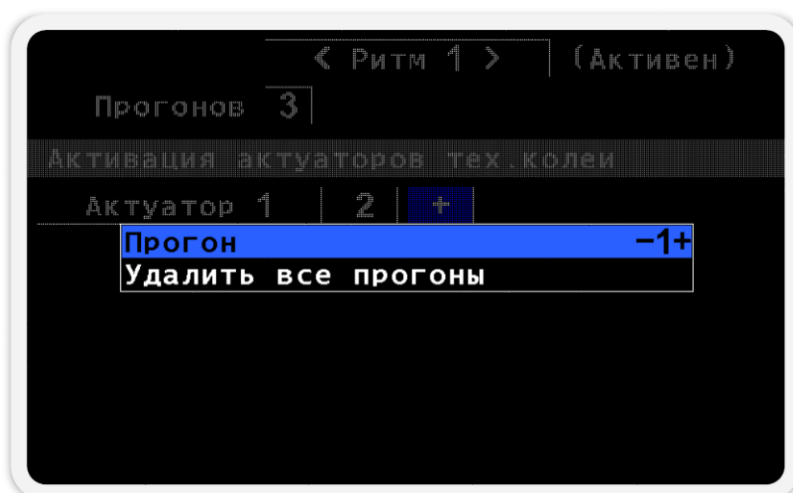 < Ритм 1 > (Активен)
Прогонов 3
Активация актуаторов тех.колеи
Актуатор 1 2 +
Прогон −1+
Удалить все прогоны